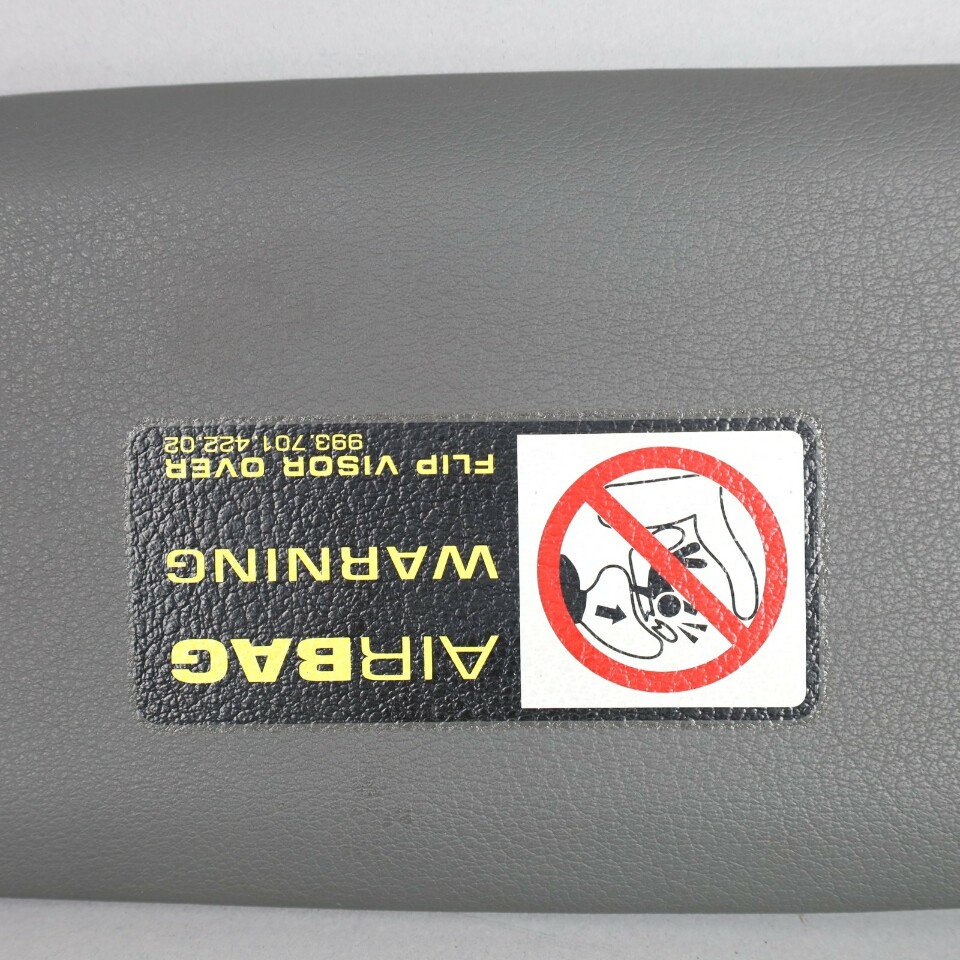 AIRBAG
WARNING
FLIP VISOR OVER
993.701.422.02